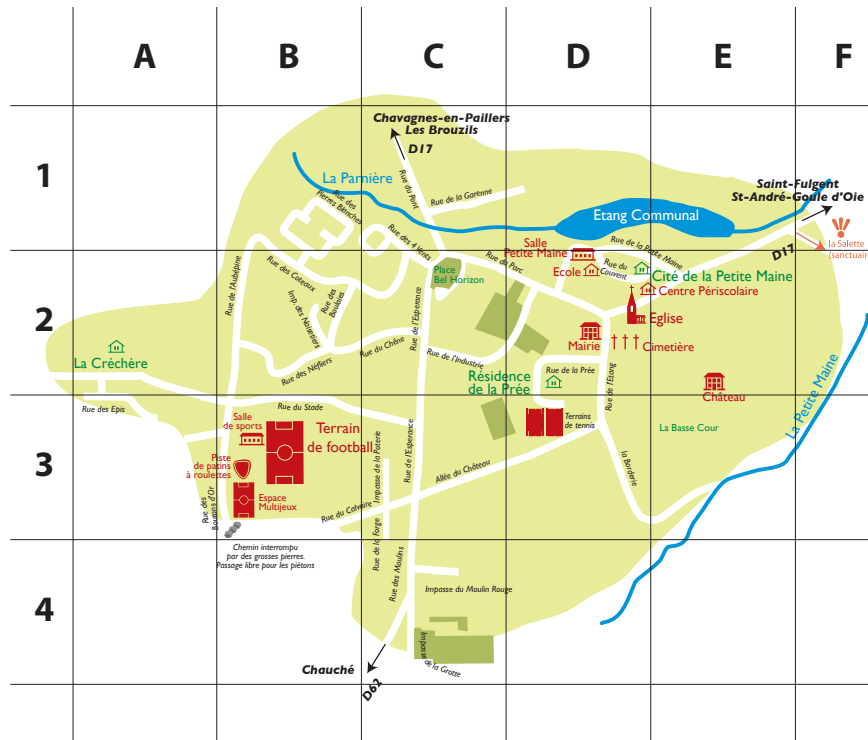 A B C D E F
1
2
3
4
Chavagnes-en-Paillers
Les Brouzils
D17
La Parnière
Rue du Pont
Rue de la Garenne
Rue des
Pierres Blanches
Rue des 4 Vents
Etang Communal
Saint-Fulgent
St-André-Goule d'Oie
D17
la Salette
(sanctuaire
Salle
Petite Maine
Rue de la Petite Maine
Ecole
Rue du
Couvent
Cité de la Petite Maine
Centre Périscolaire
Rue du Parc
Place
Bel Horizon
Rue de l'Aubépine
Rue des Coteaux
Rue des
Bouloies
Imp. des Noisetiers
Rue des Néfliers
Rue du Chêne
Rue de l'Esperance
Rue de l'Industrie
Eglise
Mairie
Cimetière
La Créchère
Résidence
de la Prée
Rue de la Prée
Rue de l'Etang
Château
La Petite Maine
Rue des Epis
Rue du Stade
Salle
de sports
Terrain
de football
Terrains
de tennis
La Basse Cour
Piste
de patins
à roulettes
Espace
Multijeux
Rue des
Boutons d'Or
Impasse de la Poterie
Rue de l'Esperance
Allée du Château
la Borderie
Rue du Calvaire
Rue de la Forge
Chemin interrompu
par des grosses pierres.
Passage libre pour les piétons
Rue des Moulins
Impasse du Moulin Rouge
Impasse
de la Grotte
Chauché
D62